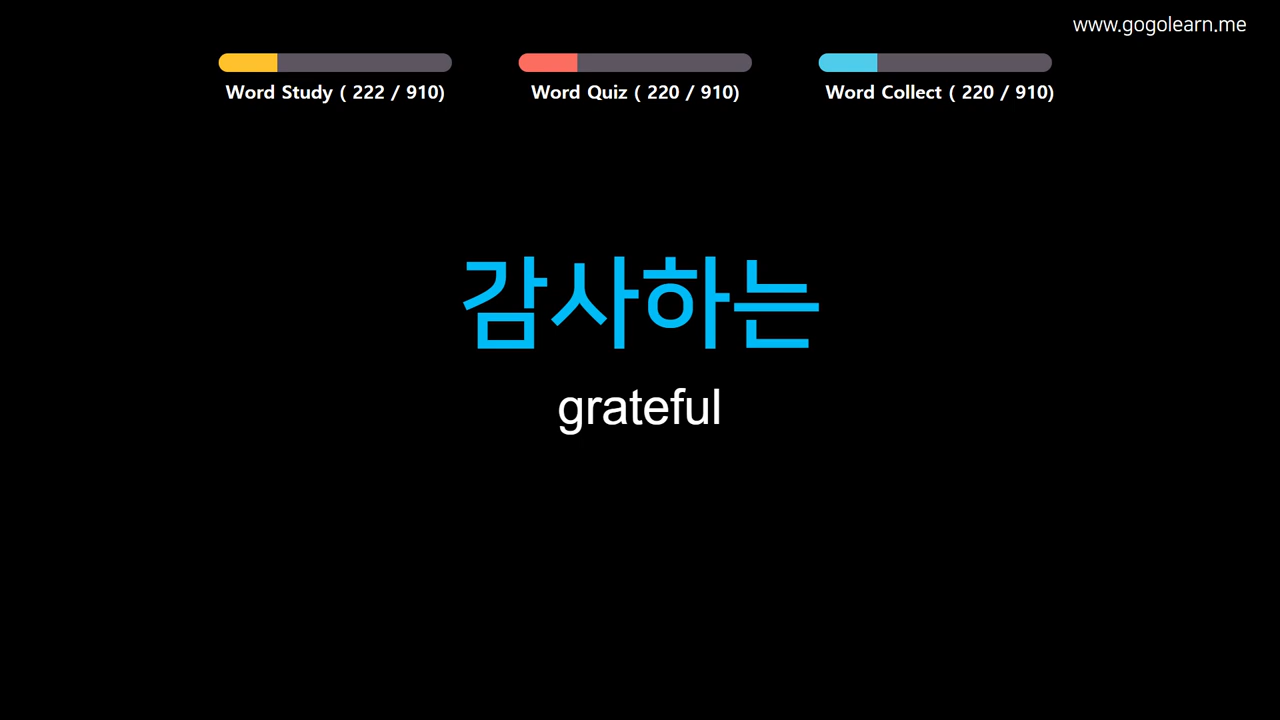 www.gogolearn.me
Word Study ( 222 / 910)
Word Quiz ( 220 / 910)
Word Collect ( 220 / 910)
감사하는
grateful